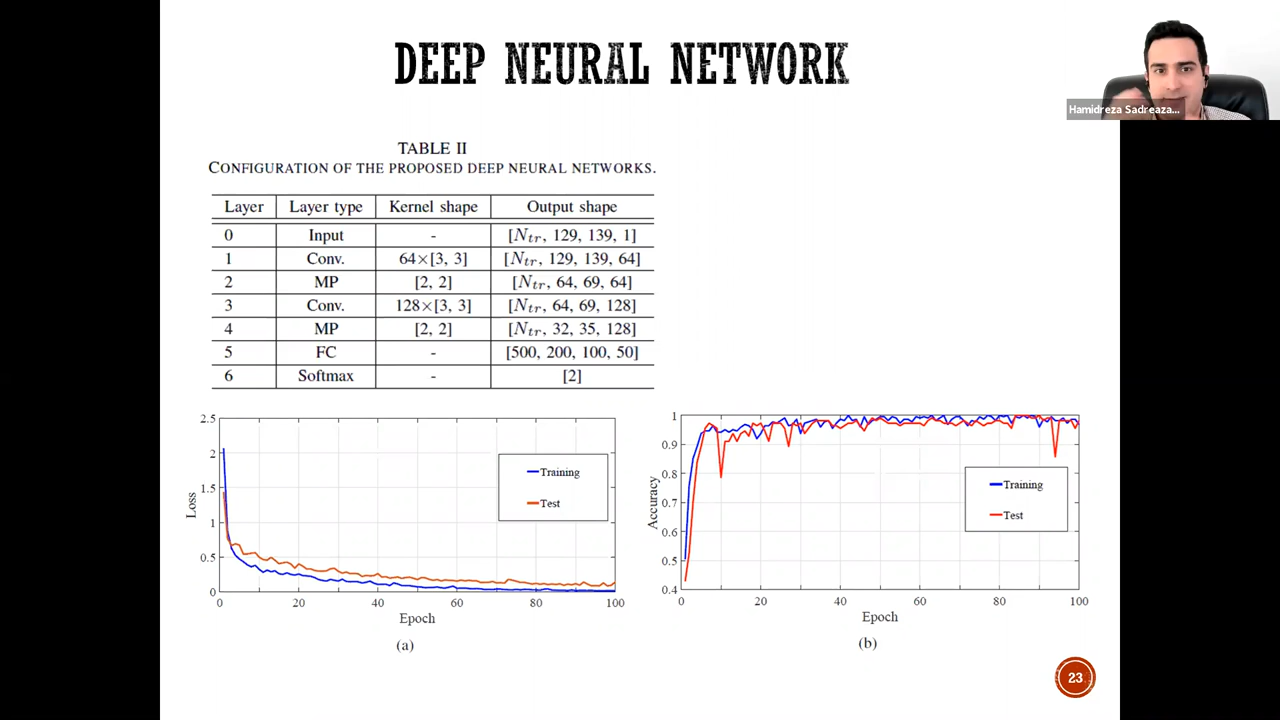 DEEP NEURAL NETWORK
Hamidreza Sadreaza...
TABLE II
CONFIGURATION OF THE PROPOSED DEEP NEURAL NETWORKS.
Layer Layer type Kernel shape Output shape
0 Input - [Ntr, 129, 139, 1]
1 Conv. 64×[3, 3] [Ntr, 129, 139, 64]
2 MP [2, 2] [Ntr, 64, 69, 64]
3 Conv. 128×[3, 3] [Ntr, 64, 69, 128]
4 MP [2, 2] [Ntr, 32, 35, 128]
5 FC - [500, 200, 100, 50]
6 Softmax - [2]
2.5
2
1.5
1
0.5
0
Loss
Training
Test
0 20 40 60 80 100
Epoch
(a)
1
0.9
0.8
0.7
0.6
0.5
0.4
Accuracy
Training
Test
0 20 40 60 80 100
Epoch
(b)
23